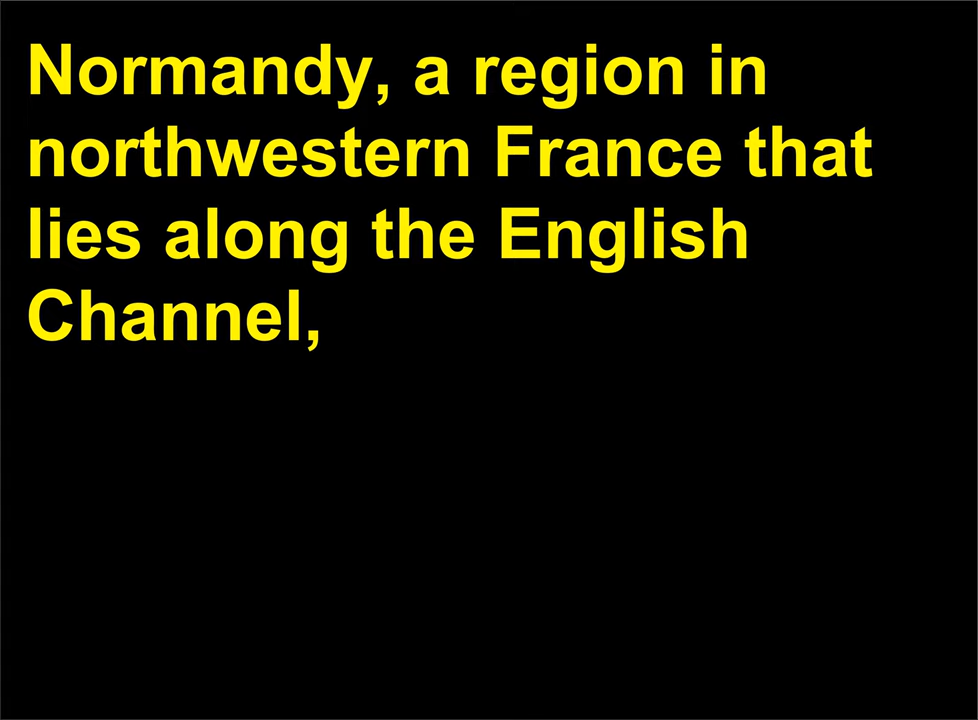 Normandy, a region in
northwestern France that
lies along the English
Channel,